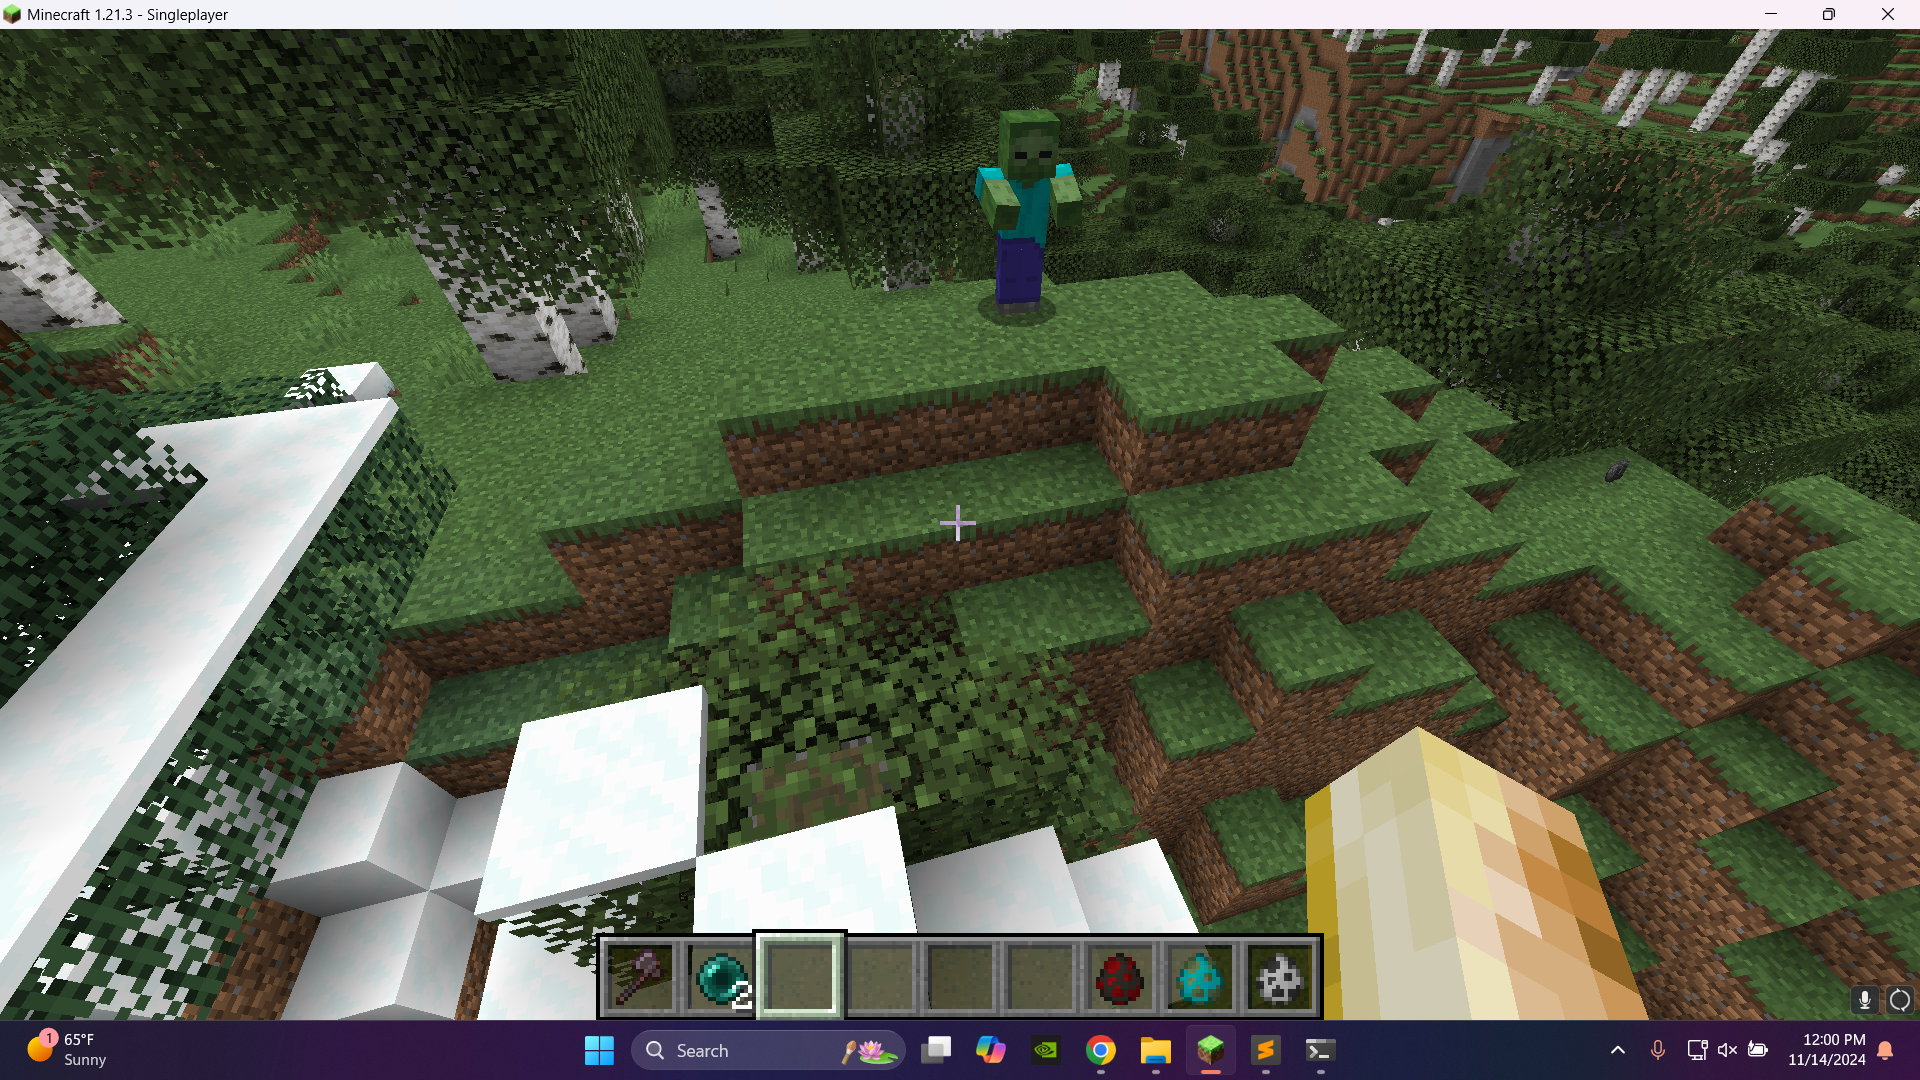 Minecraft 1.21.3 - Singleplayer
2
1
65°F
Sunny
Search
12:00 PM
11/14/2024